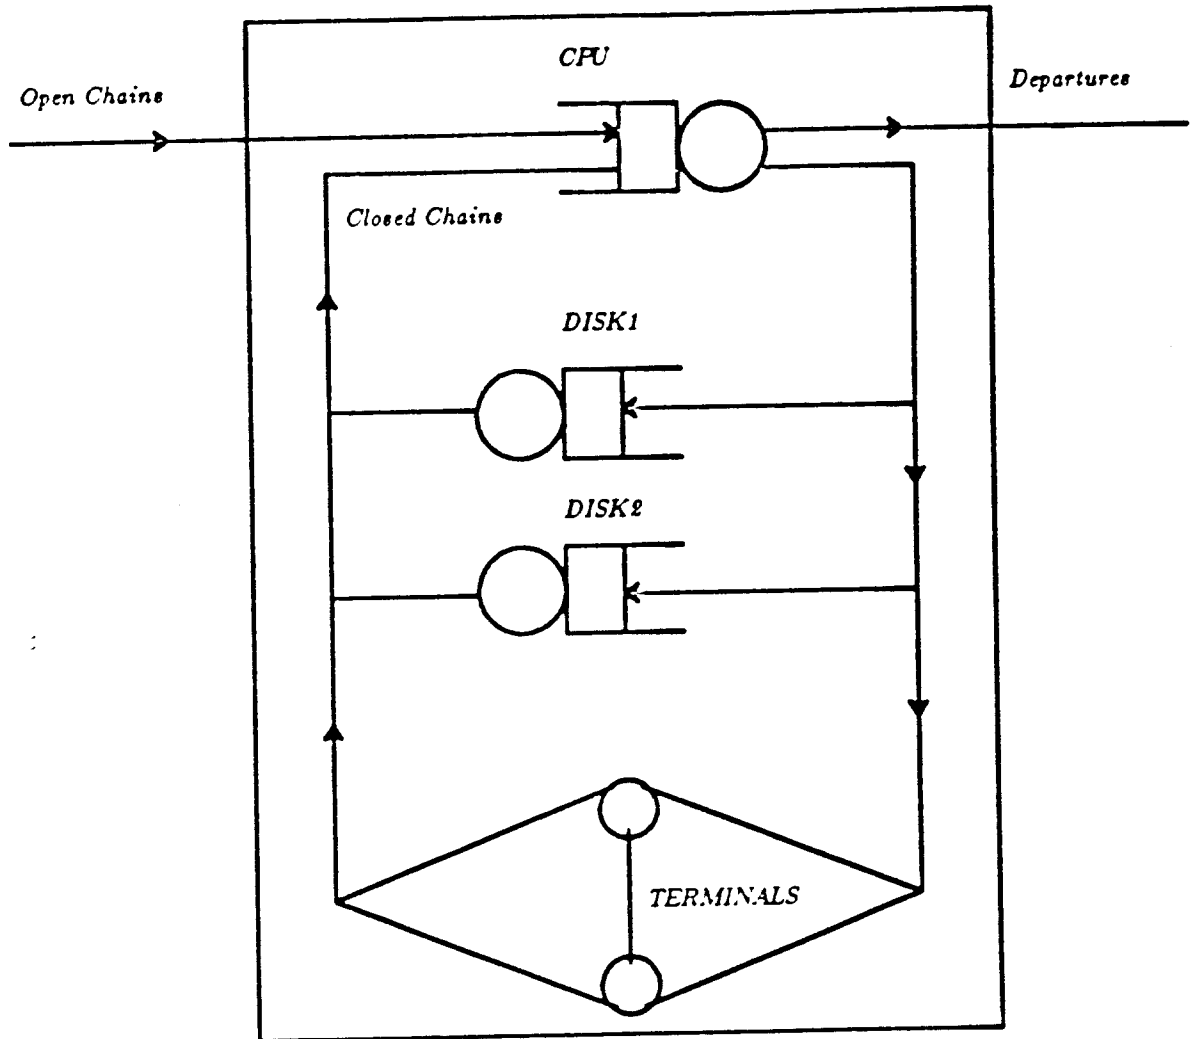 CPU
Open Chains
Departures
Closed Chains
DISK1
DISK2
TERMINALS